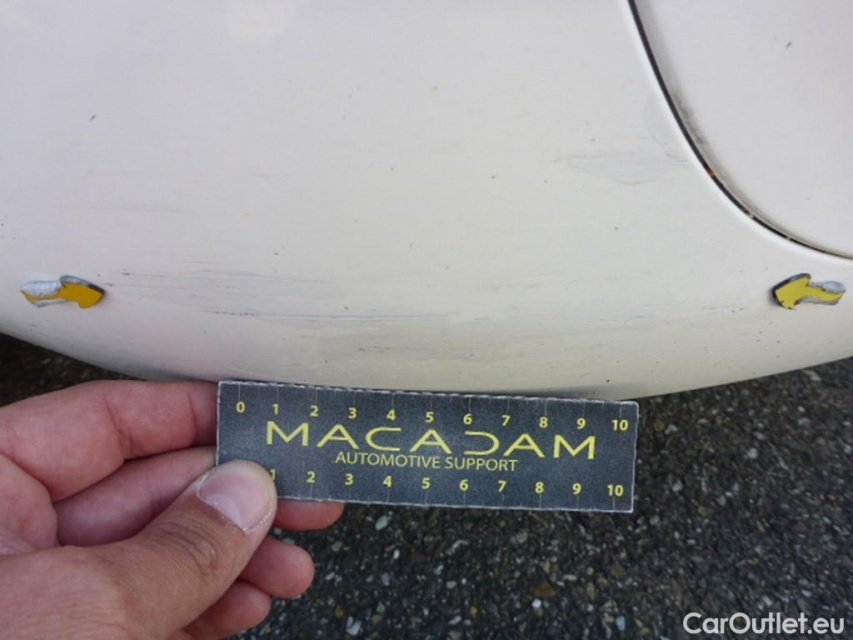 0 1 2 3 4 5 6 7 8 9 10
MACADAM
AUTOMOTIVE SUPPORT
1 2 3 4 5 6 7 8 9 10
CarOutlet.eu